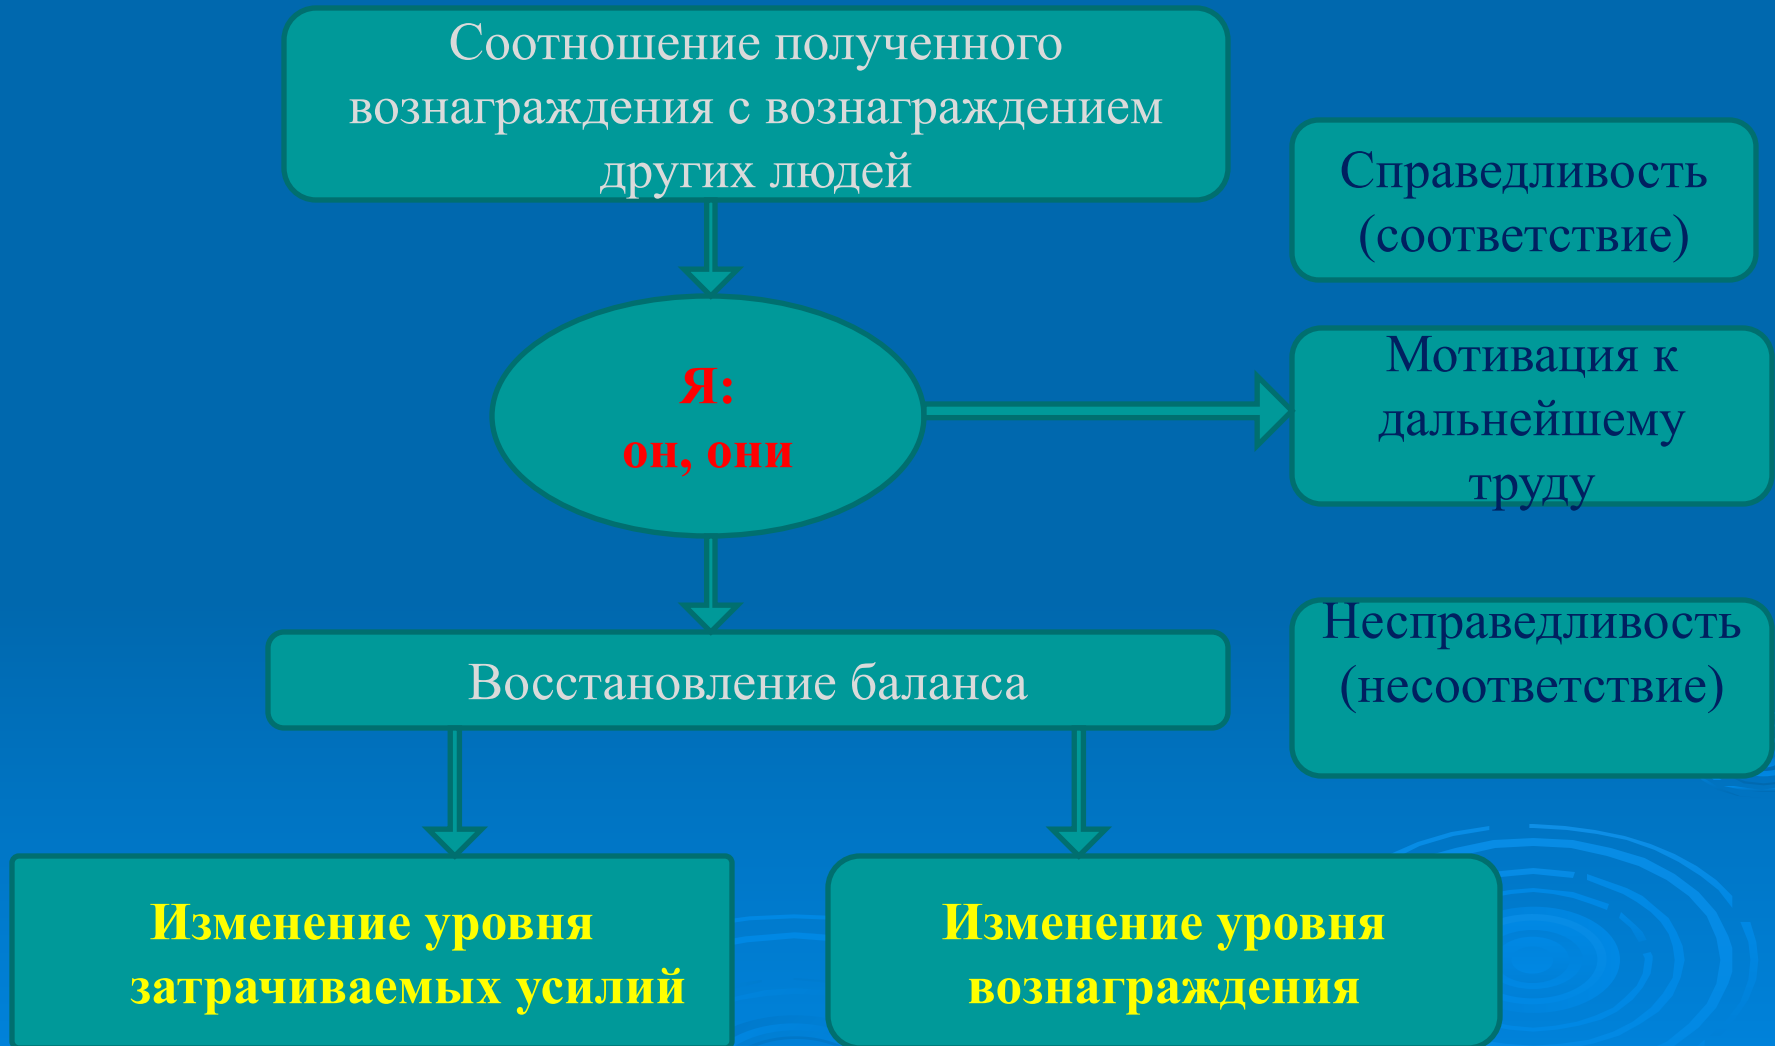 Соотношение полученного
вознаграждения с вознаграждением
других людей
Справедливость
(соответствие)
Я:
он, они
Мотивация к
дальнейшему
труду
Восстановление баланса
Несправедливость
(несоответствие)
Изменение уровня
затрачиваемых усилий
Изменение уровня
вознаграждения